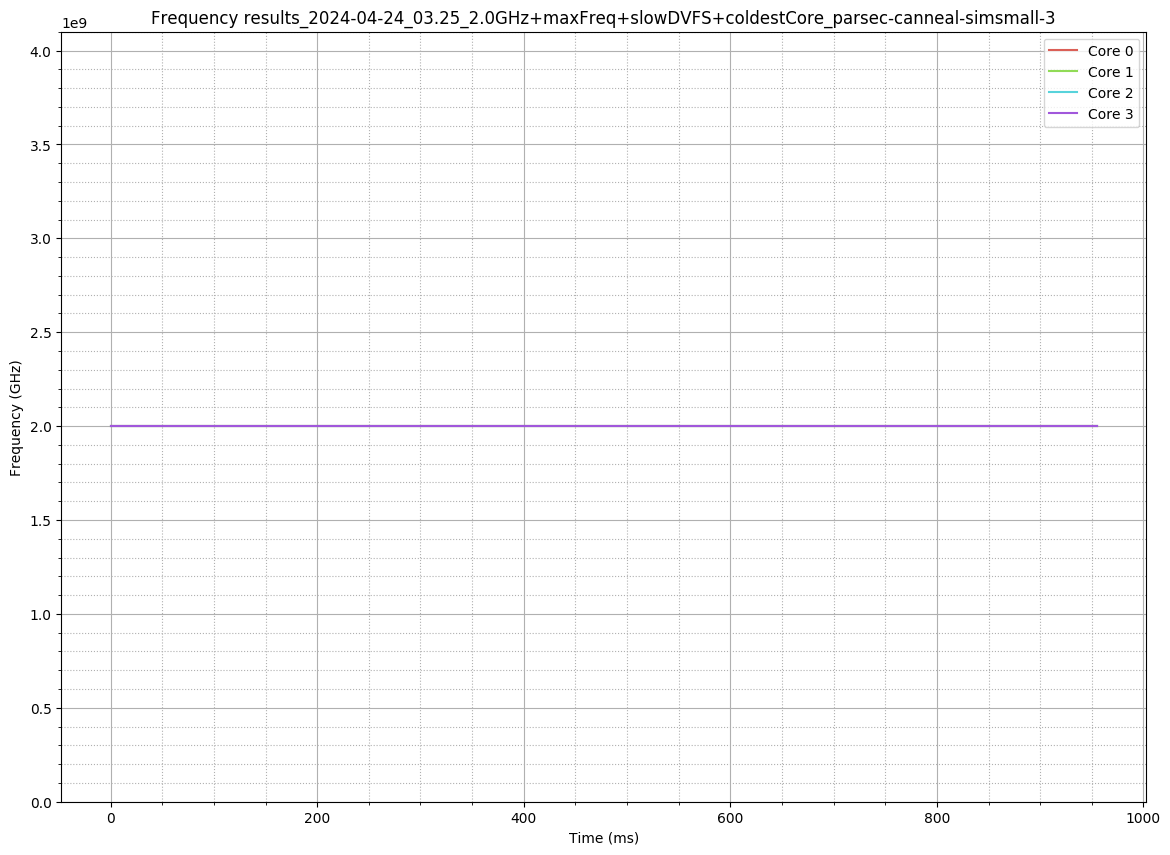 Frequency results_2024-04-24_03.25_2.0GHz+maxFreq+slowDVFS+coldestCore_parsec-canneal-simsmall-3
1e9
4.0
3.5
3.0
2.5
2.0
1.5
1.0
0.5
0.0
Frequency (GHz)
Core 0
Core 1
Core 2
Core 3
0 200 400 600 800 1000
Time (ms)